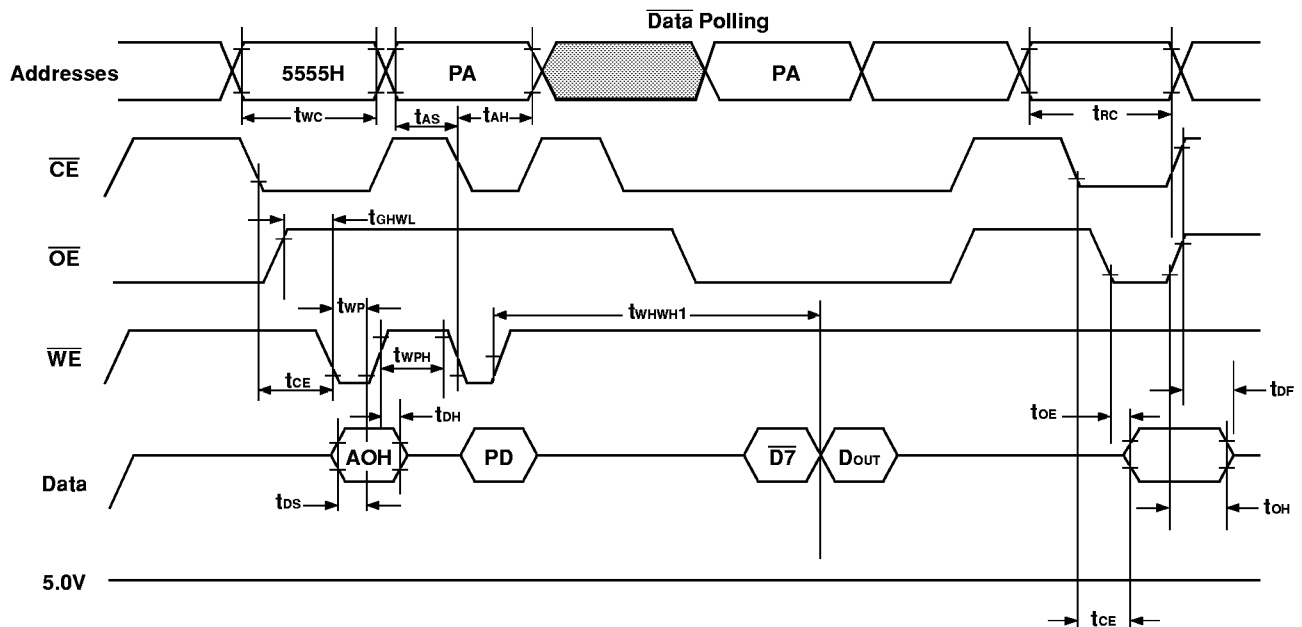 Data Polling
Addresses
5555H
PA
PA
tWC
tAS
tAH
tRC
CE
tGHWL
OE
tWP
tWHWH1
WE
tWPH
tCE
tDF
tDH
tOE
AOH
PD
D7
DOUT
Data
tDS
tOH
5.0V
tCE